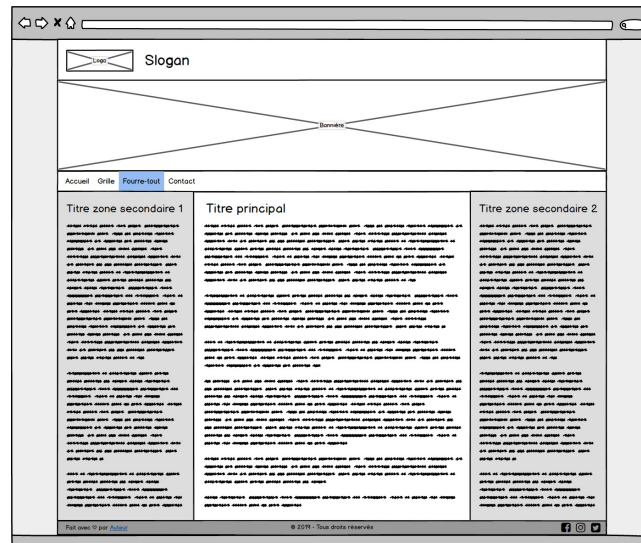 Logo
Slogan
Bannière
Accueil Grille Fourre-tout Contact
Titre zone secondaire 1
Titre principal
Titre zone secondaire 2
Fait avec ♡ par Auteur
© 2019 - Tous droits réservés